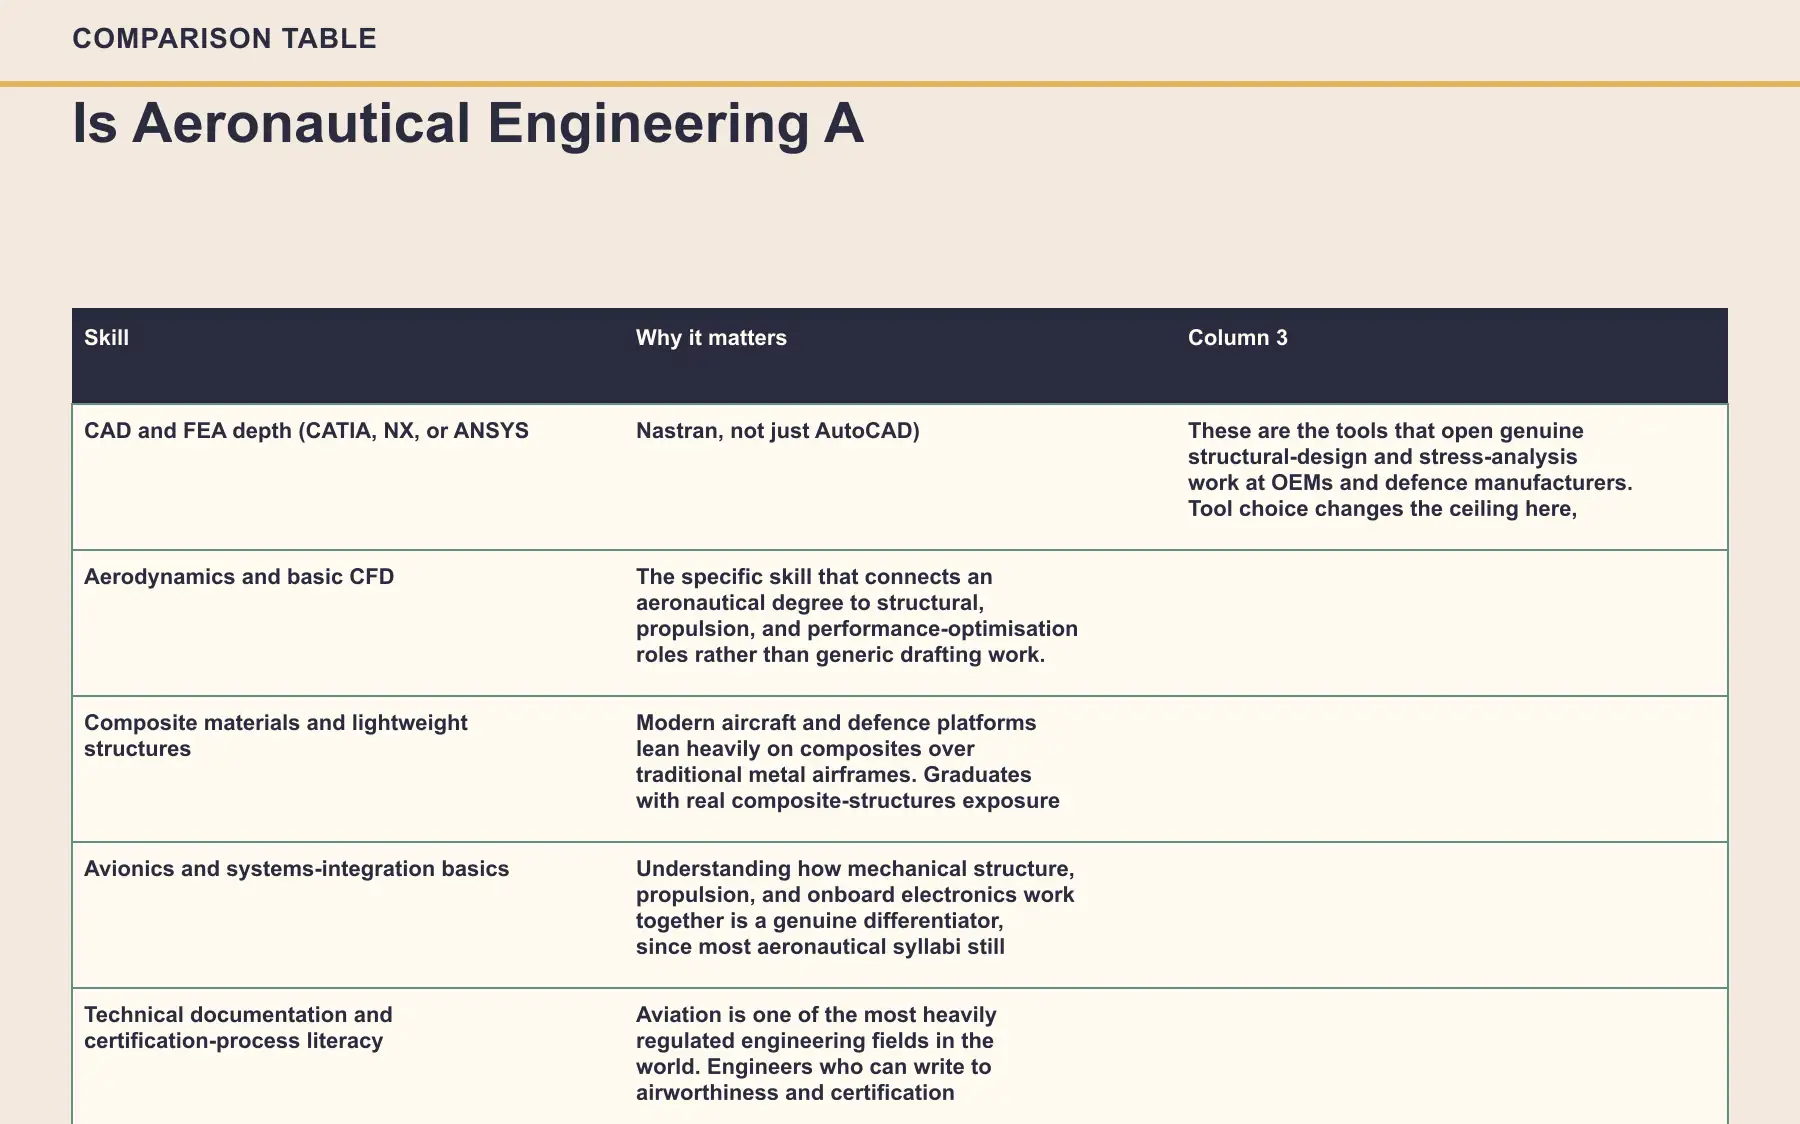 COMPARISON TABLE
Is Aeronautical Engineering A
Skill
Why it matters
Column 3
CAD and FEA depth (CATIA, NX, or ANSYS
Nastran, not just AutoCAD)
These are the tools that open genuine
structural-design and stress-analysis
work at OEMs and defence manufacturers.
Tool choice changes the ceiling here,
Aerodynamics and basic CFD
The specific skill that connects an
aeronautical degree to structural,
propulsion, and performance-optimisation
roles rather than generic drafting work.
Composite materials and lightweight
structures
Modern aircraft and defence platforms
lean heavily on composites over
traditional metal airframes. Graduates
with real composite-structures exposure
Avionics and systems-integration basics
Understanding how mechanical structure,
propulsion, and onboard electronics work
together is a genuine differentiator,
since most aeronautical syllabi still
Technical documentation and
certification-process literacy
Aviation is one of the most heavily
regulated engineering fields in the
world. Engineers who can write to
airworthiness and certification